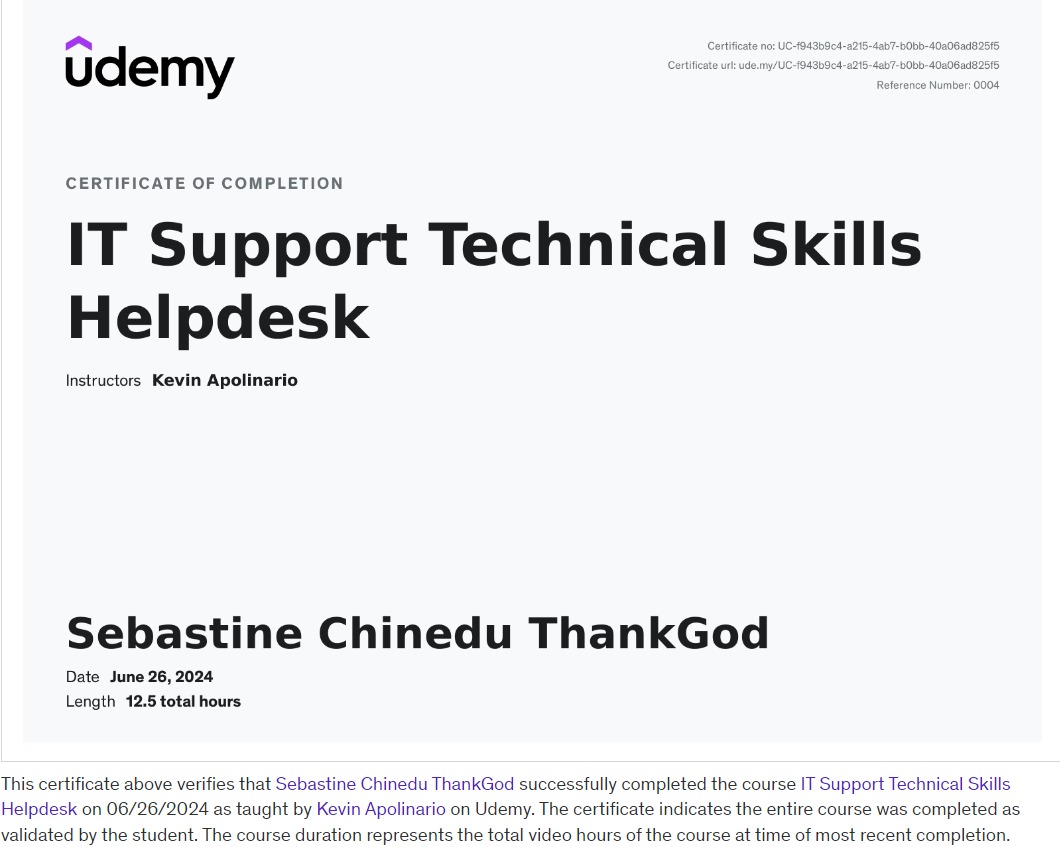 udemy
Certificate no: UC-f943b9c4-a215-4ab7-b0bb-40a06ad825f5
Certificate url: ude.my/UC-f943b9c4-a215-4ab7-b0bb-40a06ad825f5
Reference Number: 0004
CERTIFICATE OF COMPLETION
IT Support Technical Skills
Helpdesk
Instructors Kevin Apolinario
Sebastine Chinedu ThankGod
Date June 26, 2024
Length 12.5 total hours
This certificate above verifies that Sebastine Chinedu ThankGod successfully completed the course IT Support Technical Skills
Helpdesk on 06/26/2024 as taught by Kevin Apolinario on Udemy. The certificate indicates the entire course was completed as
validated by the student. The course duration represents the total video hours of the course at time of most recent completion.